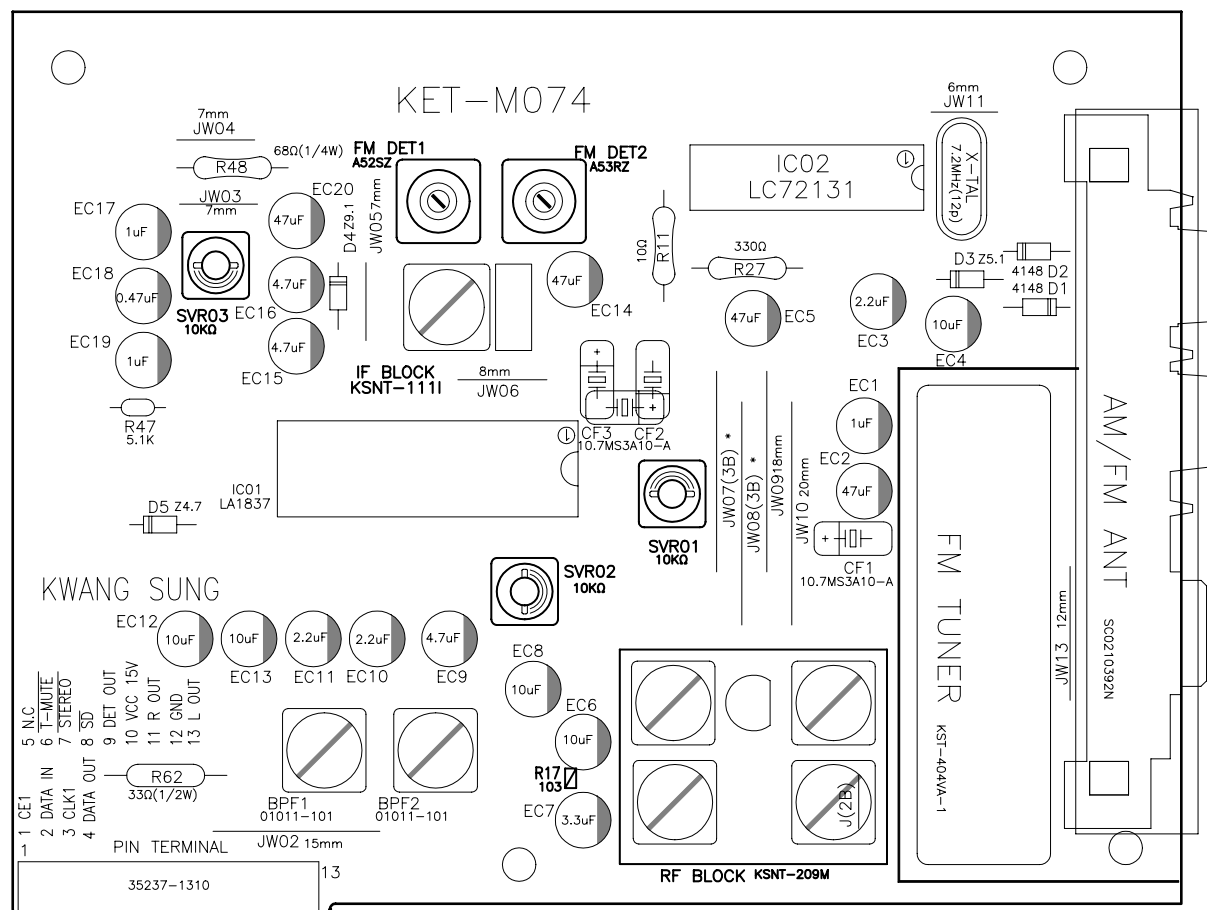 KET-M074
7mm
JW04
68Ω(1/4W)
R48
JW03
7mm
FM DET1
A52SZ
FM DET2
A53RZ
IC02
LC72131
1
6mm
JW11
X-TAL
7.2MHz(12p)
EC17
1uF
EC18
0.47uF
EC19
1uF
SVR03
10KΩ
EC20
47uF
4.7uF
EC16
4.7uF
EC15
D4 Z9.1
JW05 7mm
47uF
EC14
10Ω
R11
330Ω
R27
47uF
EC5
2.2uF
EC3
10uF
EC4
D3 Z5.1
4148 D2
4148 D1
IF BLOCK
KSNT-111I
8mm
JW06
R47
5.1K
+
+
CF3
CF2
10.7MS3A10-A
1
IC01
LA1837
D5 Z4.7
JW07(3B) *
JW08(3B) *
JW09 18mm
JW10 20mm
EC1
1uF
EC2
47uF
+
CF1
10.7MS3A10-A
SVR01
10KΩ
SVR02
10KΩ
AM/FM ANT
SC0210392N
FM TUNER
KST-404VA-1
JW13 12mm
KWANG SUNG
EC12
10uF
10uF
EC13
2.2uF
EC11
2.2uF
EC10
4.7uF
EC9
EC8
10uF
EC6
10uF
R17
103
EC7
3.3uF
1 CE1
2 DATA IN
3 CLK1
4 DATA OUT
5 N.C
6 T-MUTE
7 STEREO
8 SD
9 DET OUT
10 VCC 15V
11 R OUT
12 GND
13 L OUT
R62
33Ω(1/2W)
BPF1
01011-101
BPF2
01011-101
JW02 15mm
J(2B)
RF BLOCK KSNT-209M
1
PIN TERMINAL
13
35237-1310